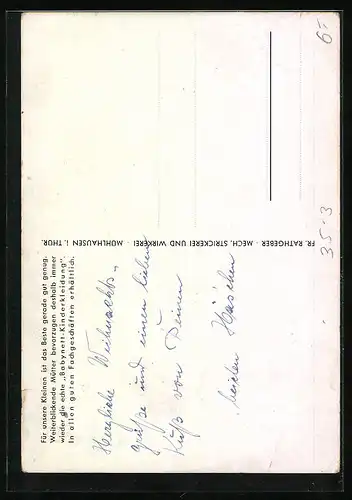 Für unsere Kleinen ist das Beste gerade gut genug.
Weiterblickende Mütter bevorzugen deshalb immer
wieder die echte „Babynett-Kinderkleidung“.
In allen guten Fachgeschäften erhältlich.
Herzliche Weihnachts-
grüße und einen lieben
Kuß von Deinen
beiden Häschen
FR. RATHGEBER · MECH. STRICKEREI UND WIRKEREI · MÜHLHAUSEN i. THÜR.
6,-
35-3